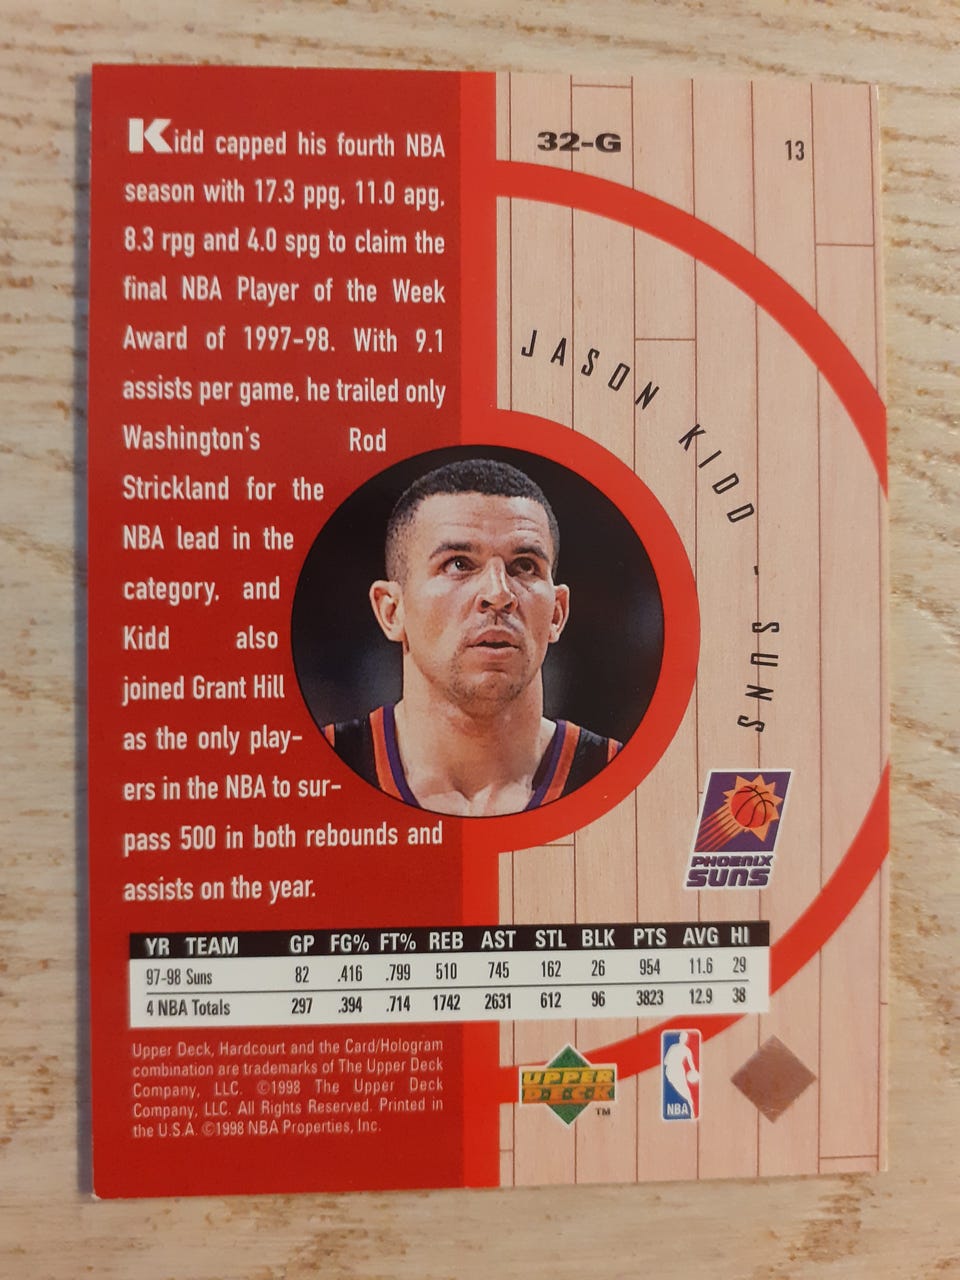 Kidd capped his fourth NBA
season with 17.3 ppg, 11.0 apg,
8.3 rpg and 4.0 spg to claim the
final NBA Player of the Week
Award of 1997-98. With 9.1
assists per game, he trailed only
Washington's Rod
Strickland for the
NBA lead in the
category, and
Kidd also
joined Grant Hill
as the only play-
ers in the NBA to sur-
pass 500 in both rebounds and
assists on the year.
32-G
13
JASON KIDD - SUNS
PHOENIX
SUNS
YR TEAM GP FG% FT% REB AST STL BLK PTS AVG HI
97-98 Suns 82 .416 .799 510 745 162 26 954 11.6 29
4 NBA Totals 297 .394 .714 1742 2631 612 96 3823 12.9 38
Upper Deck, Hardcourt and the Card/Hologram
combination are trademarks of The Upper Deck
Company, LLC. ©1998 The Upper Deck
Company, LLC. All Rights Reserved. Printed in
the U.S.A. ©1998 NBA Properties, Inc.
UPPER
DECK
TM
NBA